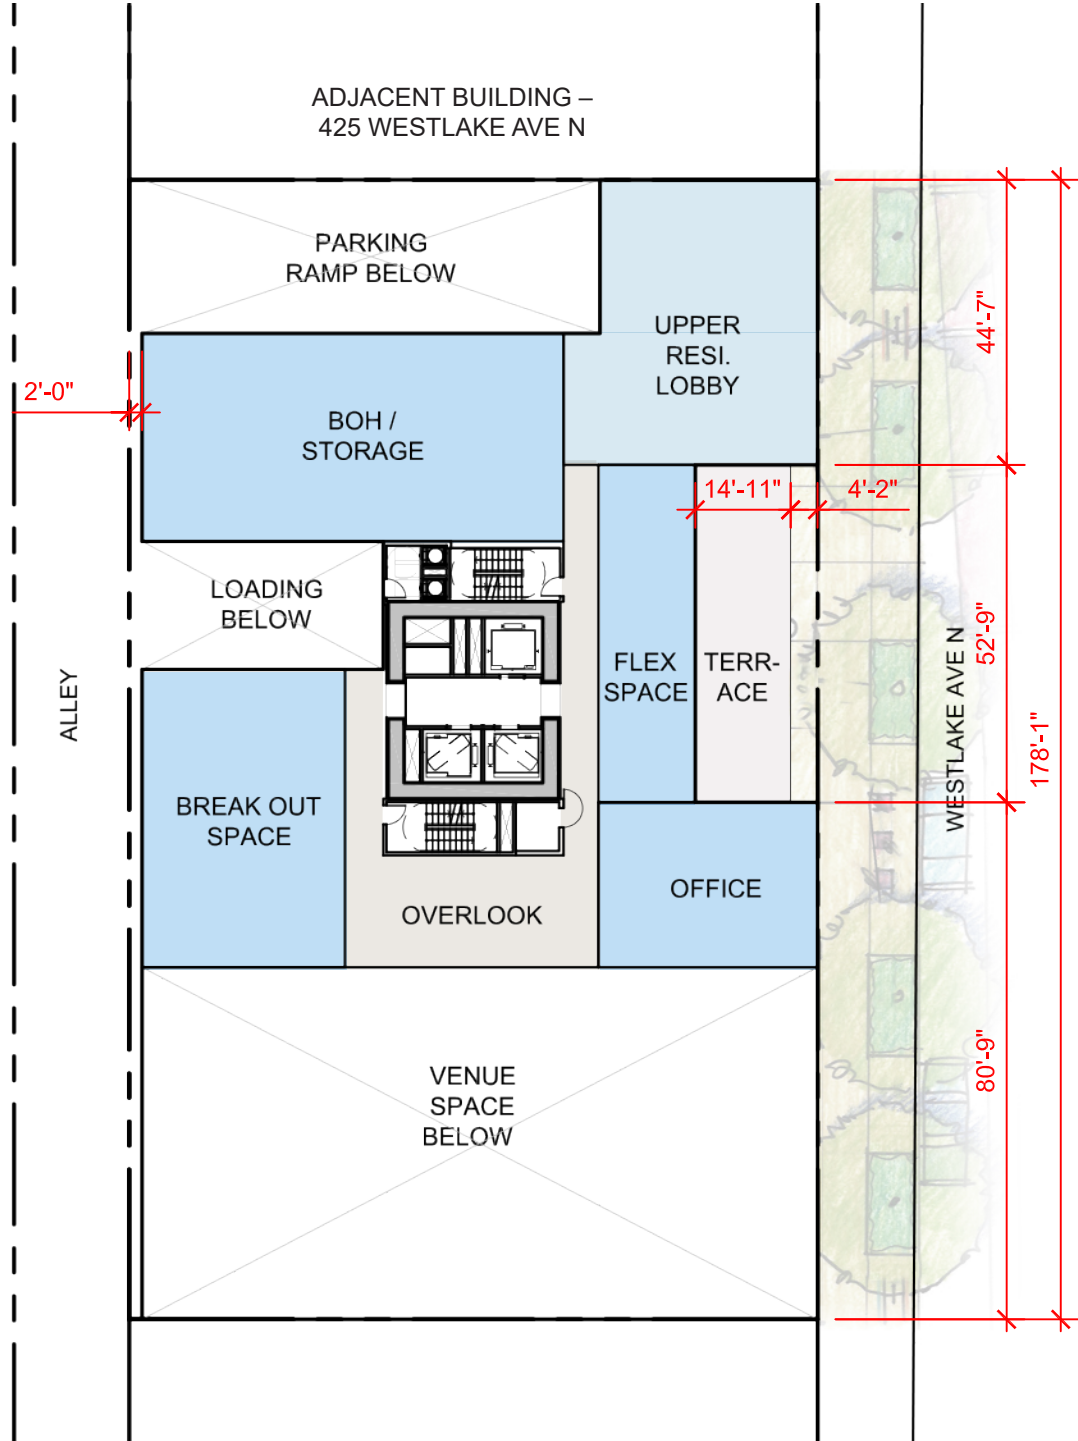 ADJACENT BUILDING –
425 WESTLAKE AVE N
PARKING
RAMP BELOW
UPPER
RESI.
LOBBY
44'-7"
2'-0"
BOH /
STORAGE
14'-11"
4'-2"
LOADING
BELOW
FLEX
SPACE
TERR-
ACE
52'-9"
ALLEY
WESTLAKE AVE N
178'-1"
BREAK OUT
SPACE
OFFICE
OVERLOOK
VENUE
SPACE
BELOW
80'-9"